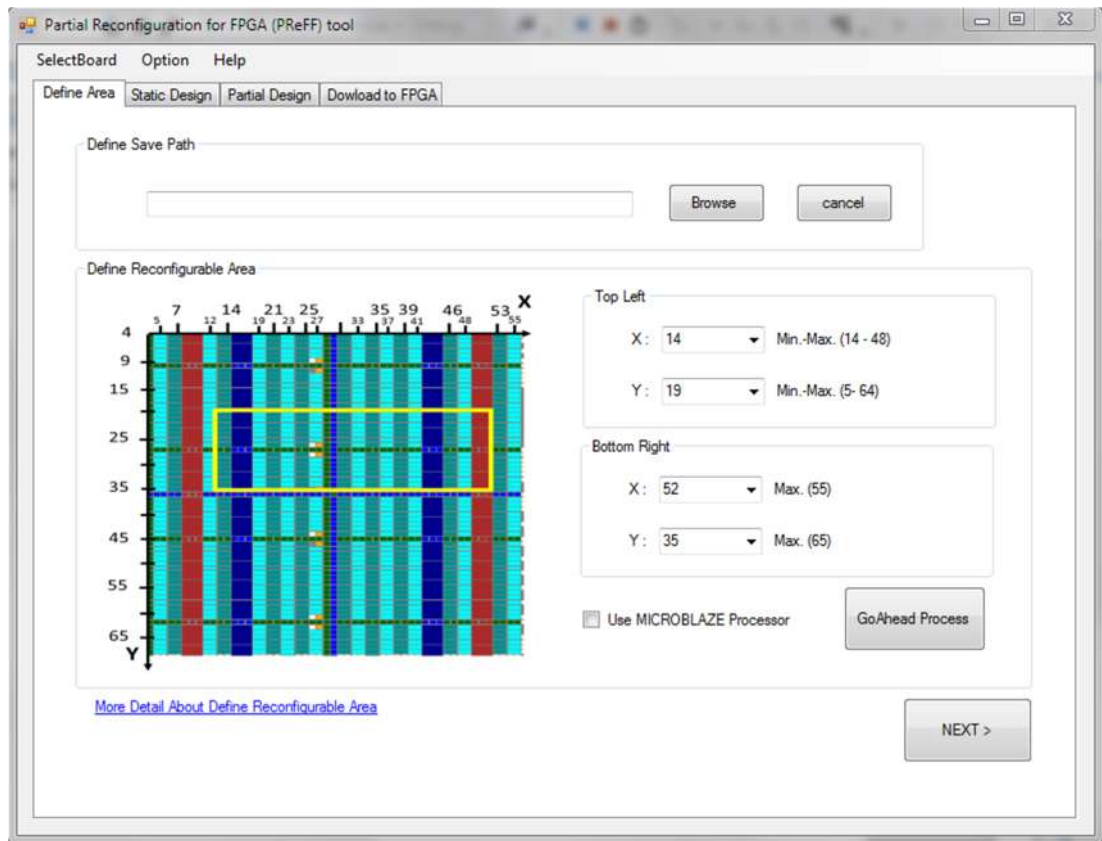 Partial Reconfiguration for FPGA (PReFF) tool
SelectBoard Option Help
Define Area Static Design Partial Design Dowload to FPGA
Define Save Path
Browse cancel
Define Reconfigurable Area
X
7 14 21 25 35 39 46 53
5 12 19 23 27 33 37 41 48 55
4
9
15
25
35
45
55
65
Y
Top Left
X : 14 Min.-Max. (14 - 48)
Y : 19 Min.-Max. (5- 64)
Bottom Right
X : 52 Max. (55)
Y : 35 Max. (65)
Use MICROBLAZE Processor
GoAhead Process
More Detail About Define Reconfigurable Area
NEXT >